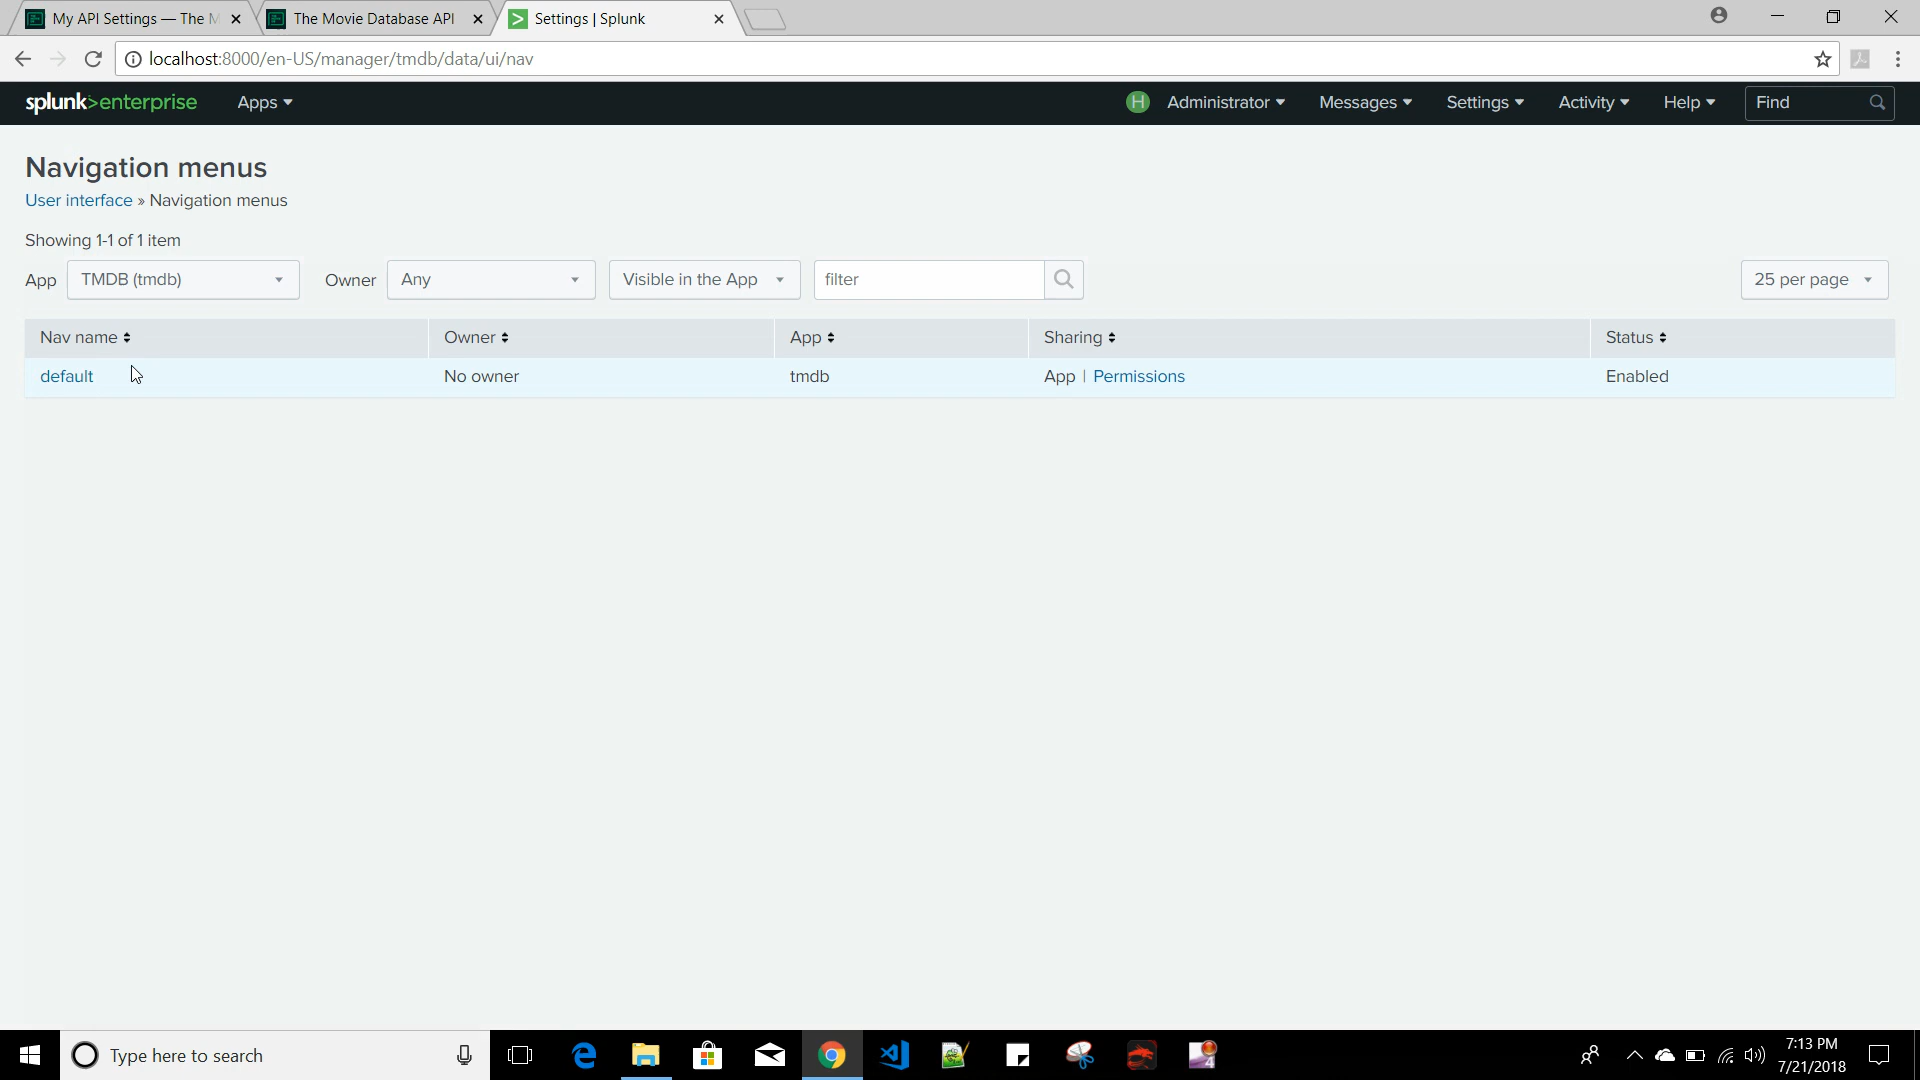 My API Settings — The M
The Movie Database API
Settings | Splunk
localhost:8000/en-US/manager/tmdb/data/ui/nav
splunk>enterprise Apps H Administrator Messages Settings Activity Help Find
Navigation menus
User interface » Navigation menus
Showing 1-1 of 1 item
App TMDB (tmdb) Owner Any Visible in the App filter 25 per page
Nav name Owner App Sharing Status
default No owner tmdb App | Permissions Enabled
Type here to search
7:13 PM
7/21/2018